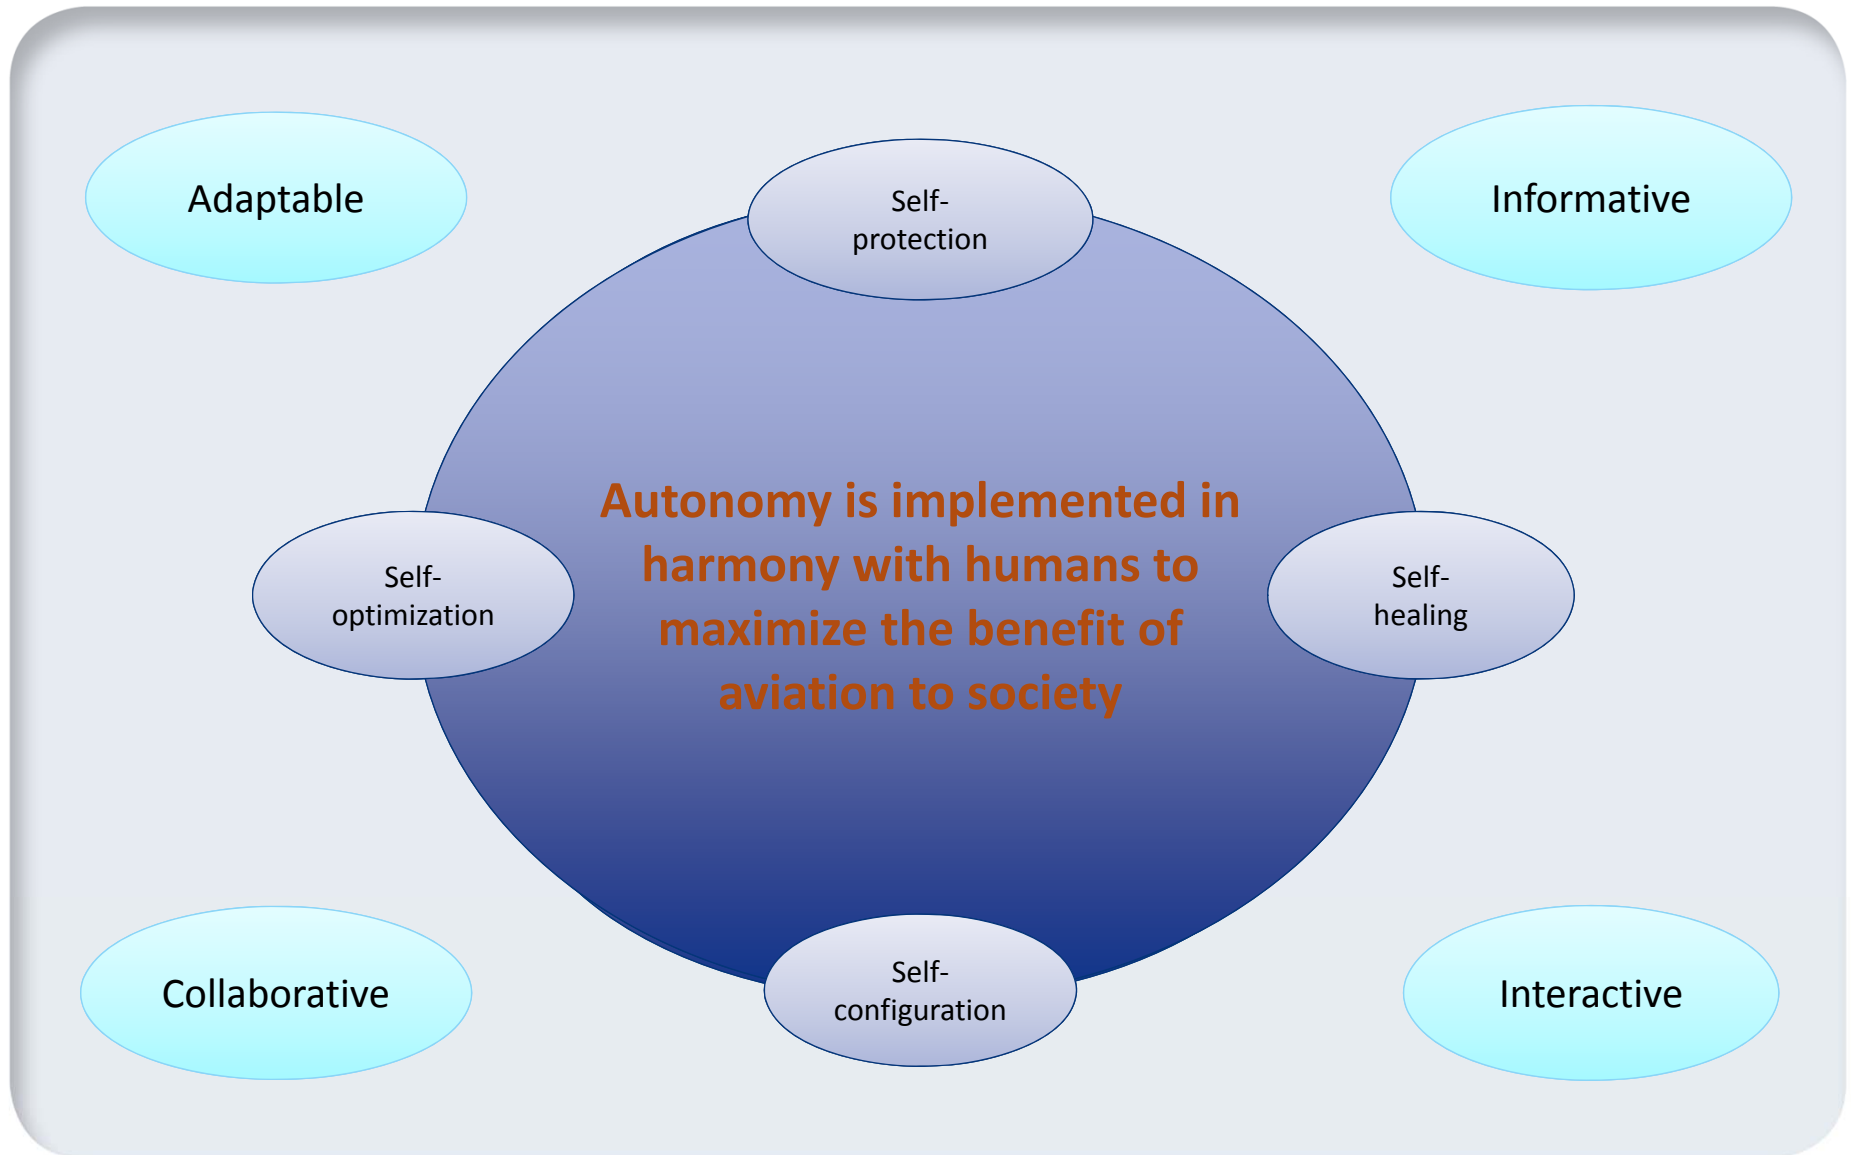 Adaptable
Self-
protection
Informative
Autonomy is implemented in
harmony with humans to
maximize the benefit of
aviation to society
Self-
optimization
Self-
healing
Collaborative
Self-
configuration
Interactive